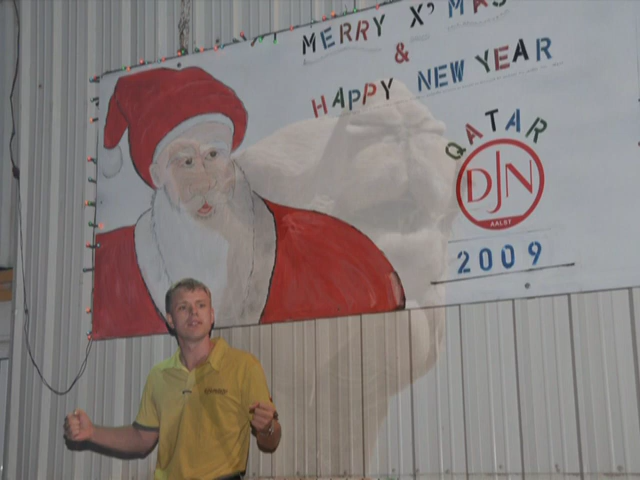 MERRY X' MAS
&
HAPPY NEW YEAR
QATAR
DJN
AALST
2009